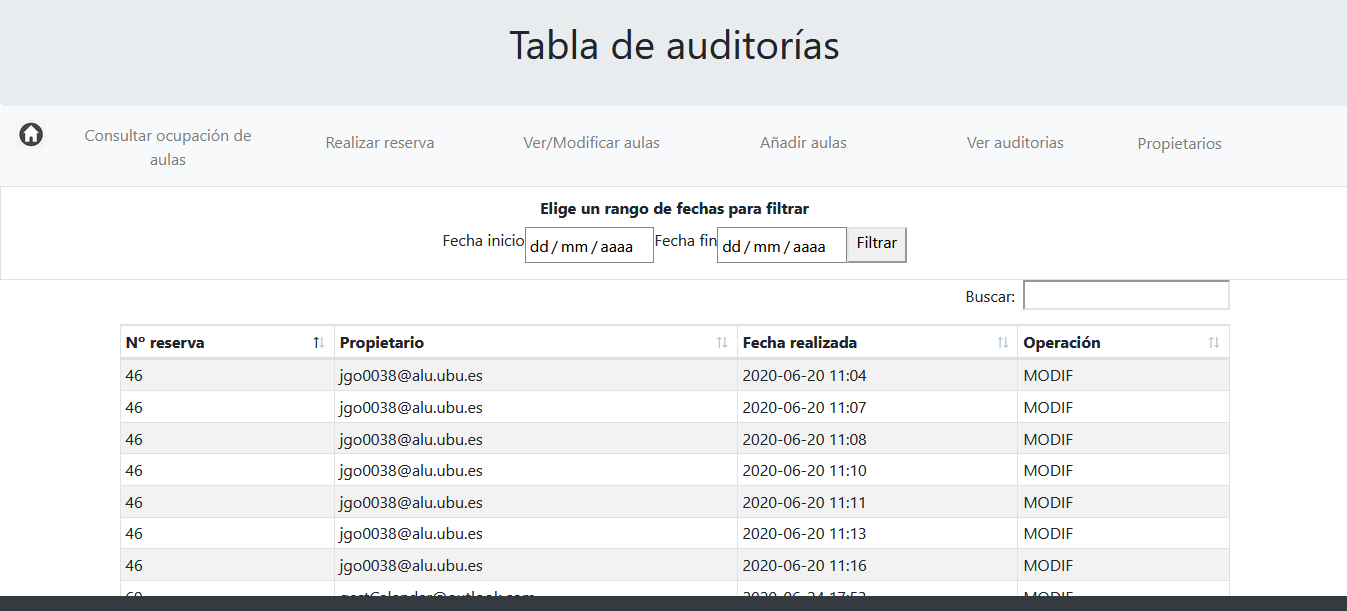 Tabla de auditorías
Consultar ocupación de
aulas
Realizar reserva
Ver/Modificar aulas
Añadir aulas
Ver auditorias
Propietarios
Elige un rango de fechas para filtrar
Fecha inicio dd / mm / aaaa Fecha fin dd / mm / aaaa Filtrar
Buscar:
Nº reserva Propietario Fecha realizada Operación
46 jgo0038@alu.ubu.es 2020-06-20 11:04 MODIF
46 jgo0038@alu.ubu.es 2020-06-20 11:07 MODIF
46 jgo0038@alu.ubu.es 2020-06-20 11:08 MODIF
46 jgo0038@alu.ubu.es 2020-06-20 11:10 MODIF
46 jgo0038@alu.ubu.es 2020-06-20 11:11 MODIF
46 jgo0038@alu.ubu.es 2020-06-20 11:13 MODIF
46 jgo0038@alu.ubu.es 2020-06-20 11:16 MODIF